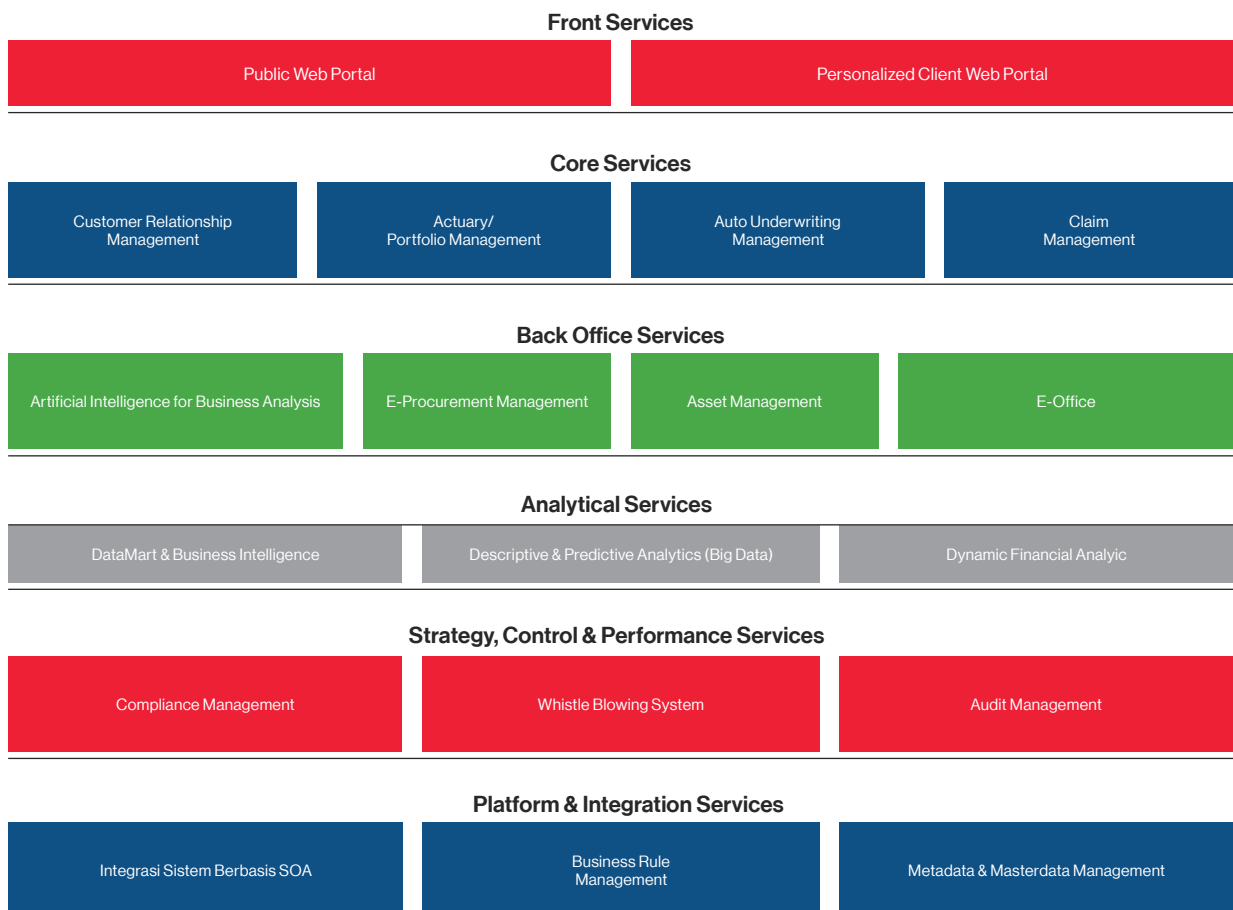 Front Services
Public Web Portal
Personalized Client Web Portal
Core Services
Customer Relationship
Management
Actuary/
Portfolio Management
Auto Underwriting
Management
Claim
Management
Back Office Services
Artificial Intelligence for Business Analysis
E-Procurement Management
Asset Management
E-Office
Analytical Services
DataMart & Business Intelligence
Descriptive & Predictive Analytics (Big Data)
Dynamic Financial Analyic
Strategy, Control & Performance Services
Compliance Management
Whistle Blowing System
Audit Management
Platform & Integration Services
Integrasi Sistem Berbasis SOA
Business Rule
Management
Metadata & Masterdata Management